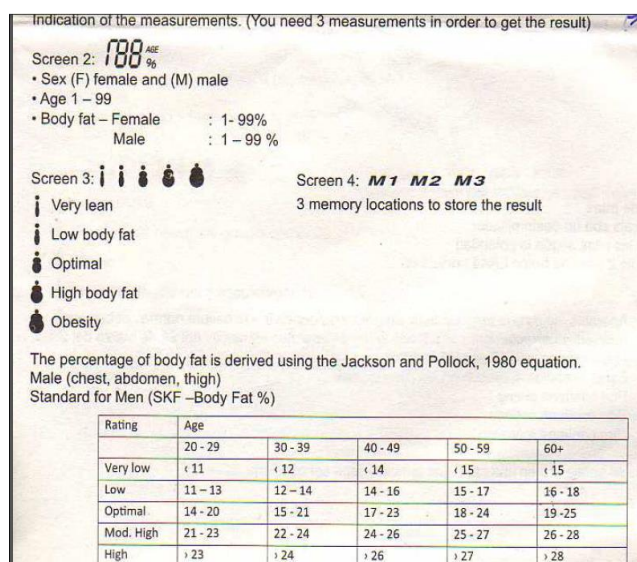 Indication of the measurements. (You need 3 measurements in order to get the result)
Screen 2: 188 AGE %
• Sex (F) female and (M) male
• Age 1 – 99
• Body fat – Female : 1- 99%
Male : 1 – 99 %
Screen 3:
Screen 4: M1 M2 M3
Very lean
3 memory locations to store the result
Low body fat
Optimal
High body fat
Obesity
The percentage of body fat is derived using the Jackson and Pollock, 1980 equation.
Male (chest, abdomen, thigh)
Standard for Men (SKF –Body Fat %)
Rating Age
20 - 29 30 - 39 40 - 49 50 - 59 60+
Very low ‹ 11 ‹ 12 ‹ 14 ‹ 15 ‹ 15
Low 11 – 13 12 – 14 14 - 16 15 - 17 16 - 18
Optimal 14 - 20 15 - 21 17 - 23 18 - 24 19 -25
Mod. High 21 - 23 22 - 24 24 - 26 25 - 27 26 - 28
High › 23 › 24 › 26 › 27 › 28